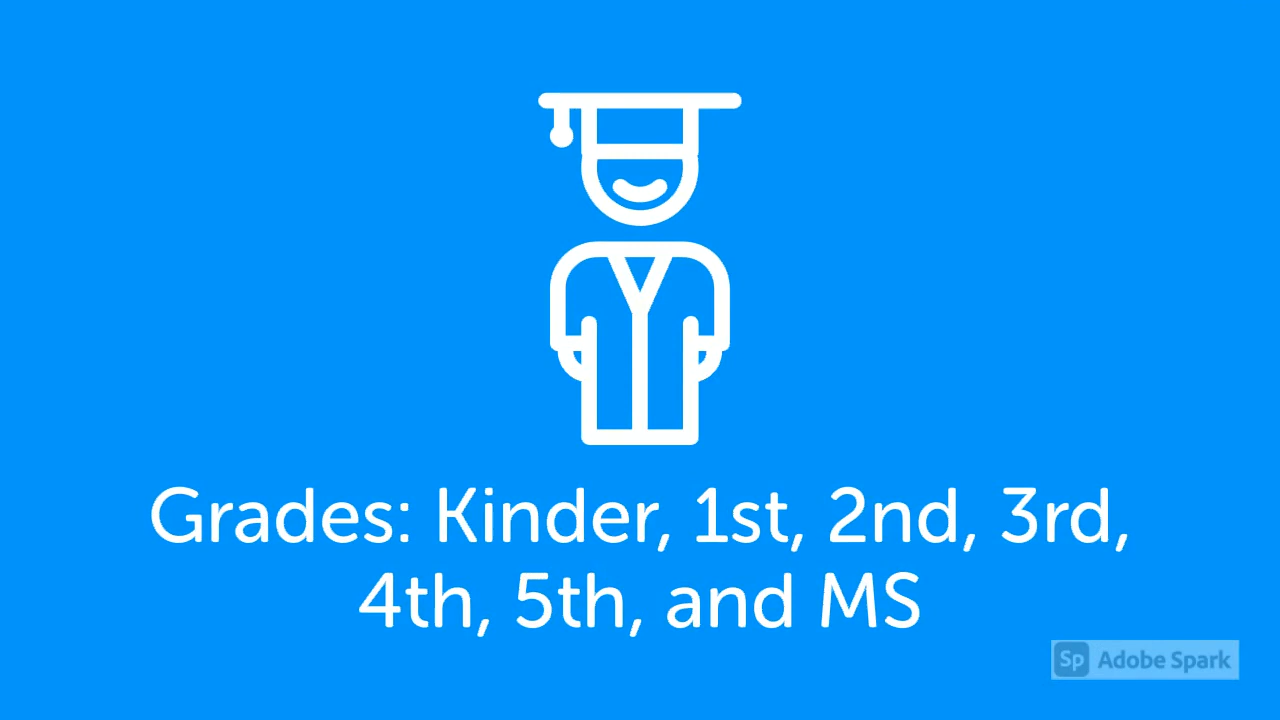 Grades: Kinder, 1st, 2nd, 3rd,
4th, 5th, and MS
Sp Adobe Spark